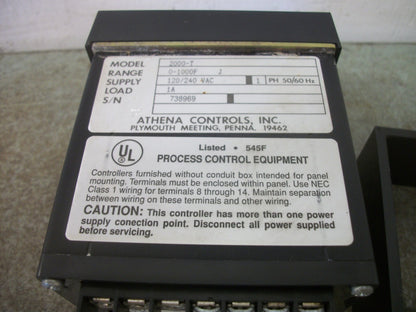 MODEL 2000-T
RANGE 0-1000F J
SUPPLY 120/240 VAC 1 PH 50/60 Hz
LOAD 1A
S/N 738969
ATHENA CONTROLS, INC.
PLYMOUTH MEETING, PENNA. 19462
UL
Listed • 545F
PROCESS CONTROL EQUIPMENT
Controllers furnished without conduit box intended for panel
mounting. Terminals must be enclosed within panel. Use NEC
Class 1 wiring for terminals 8 through 14. Maintain separation
between wiring on these terminals and other wiring.
CAUTION: This controller has more than one power
supply conection point. Disconnect all power supplied
before servicing.